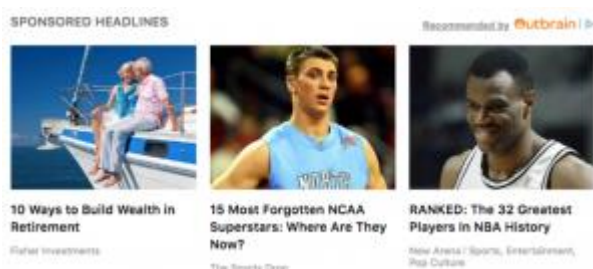 SPONSORED HEADLINES
Recommended by Outbrain
NORTH
10 Ways to Build Wealth in
Retirement
Fisher Investments
15 Most Forgotten NCAA
Superstars: Where Are They
Now?
The Sports Drop
RANKED: The 32 Greatest
Players in NBA History
New Arena | Sports, Entertainment,
Pop Culture